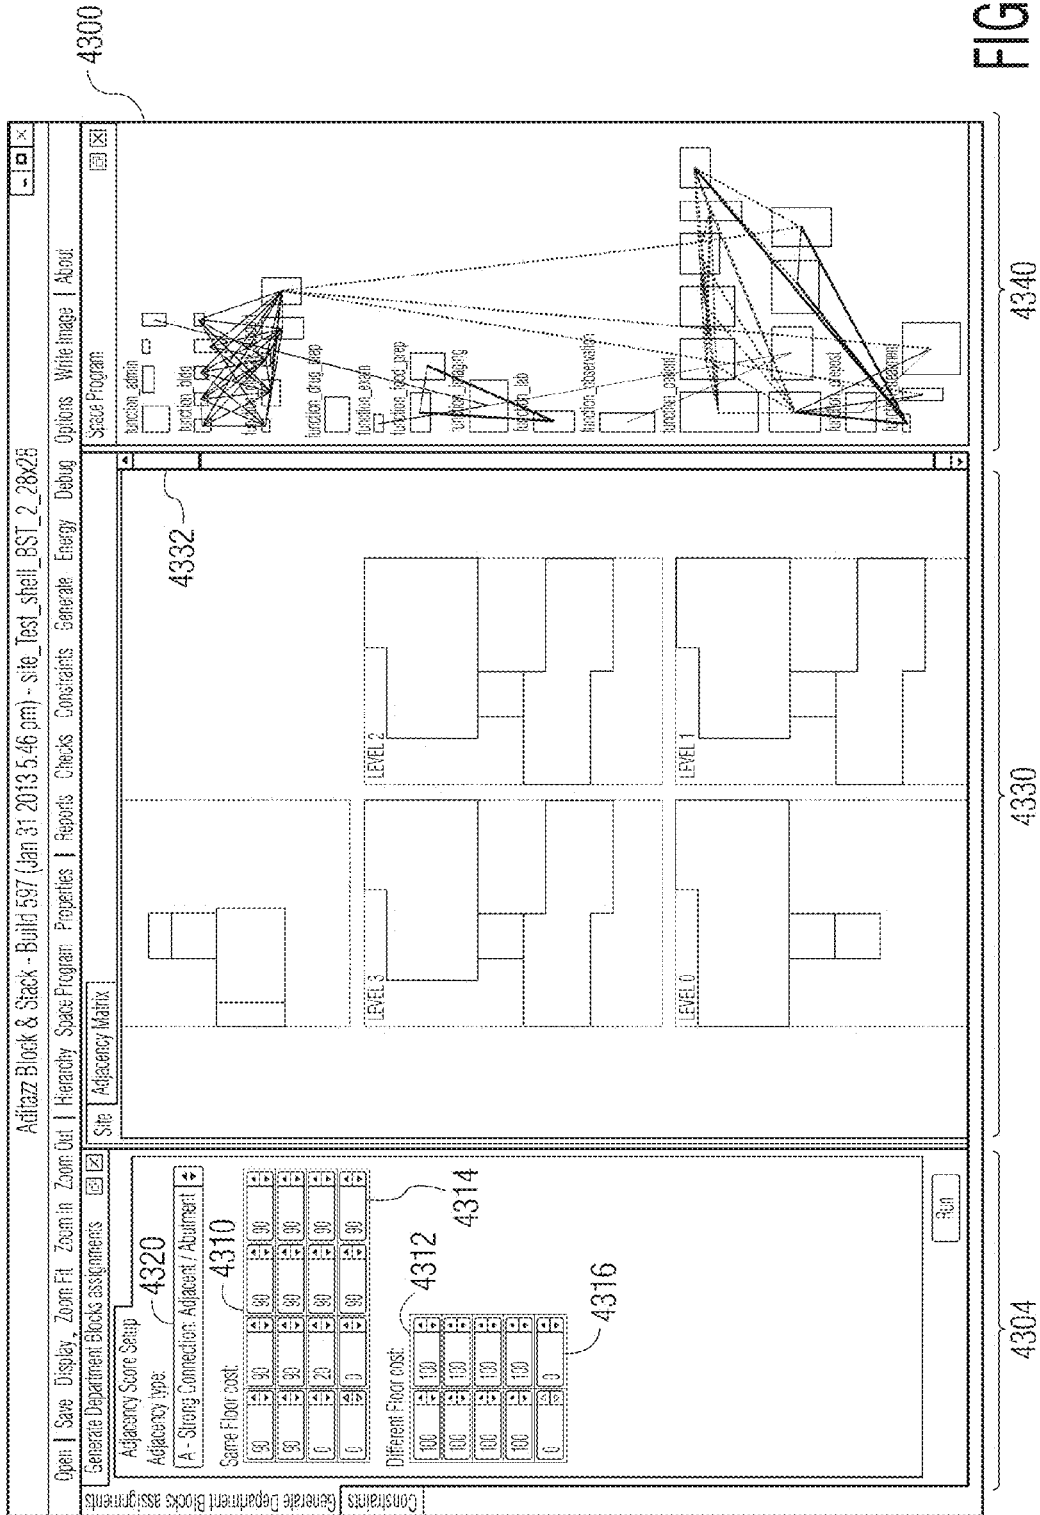 Aditazz Block & Stack - Build 597 (Jan 31 2013 5.46 pm) - site_Test_shell_BST_2_28x28
Open | Save Display, Zoom Fit Zoom In Zoom Out | Hierarchy Space Program Properties | Reports Checks Constraints Generate Energy Debug Options Write Image | About
Generate Department Blocks assignments
Constraints
Generate Department Blocks assignments
Adjacency Score Setup
Adjacency type:
A - Strong Connection: Adjacent / Abutment
Same Floor cost:
90 90 90 90
90 90 90 90
0 20 90 90
0 0 90 90
Different Floor cost:
100 100
100 100
100 100
100 100
0 0
Run
Site
Adjacency Matrix
LEVEL 3
LEVEL 2
LEVEL 0
LEVEL 1
Space Program
function_admin
function_bldg
function_drug_prep
function_exam
function_food_prep
function_imaging
function_lab
function_observation
function_patient
4300
4304
4310
4312
4314
4316
4320
4330
4332
4340
FIG